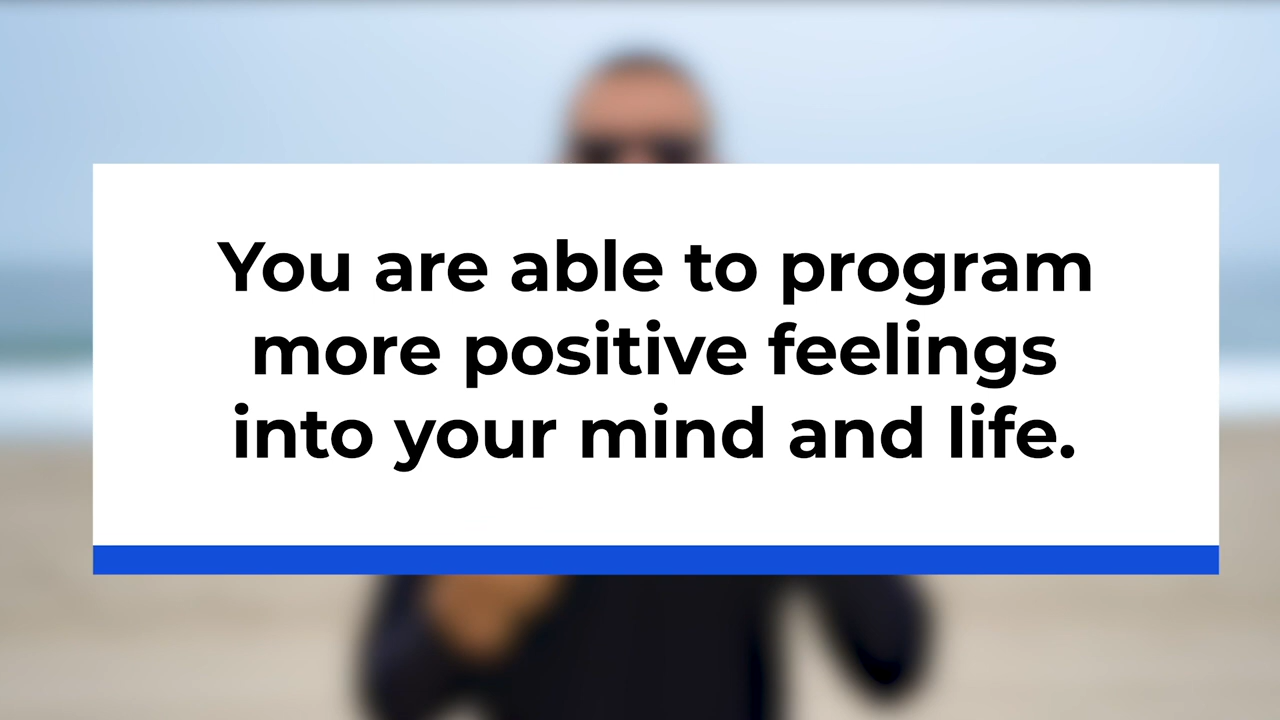 You are able to program
more positive feelings
into your mind and life.